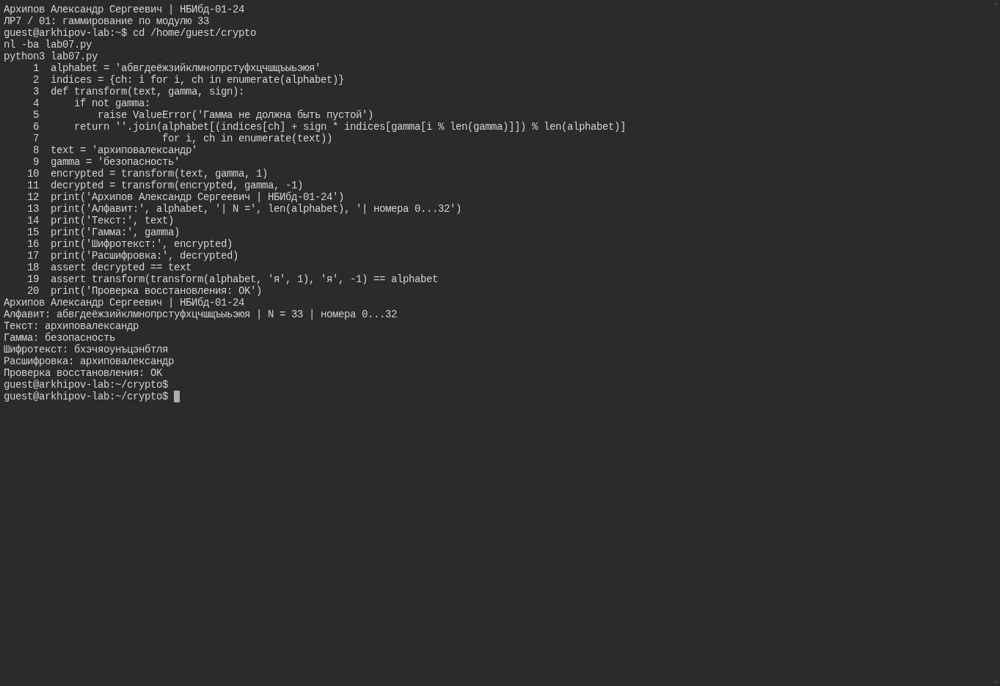 Архипов Александр Сергеевич | НБИбд-01-24
ЛР7 / 01: гаммирование по модулю 33
guest@arkhipov-lab:~$ cd /home/guest/crypto
nl -ba lab07.py
python3 lab07.py
     1  alphabet = 'абвгдеёжзийклмнопрстуфхцчшщъыьэюя'
     2  indices = {ch: i for i, ch in enumerate(alphabet)}
     3  def transform(text, gamma, sign):
     4      if not gamma:
     5          raise ValueError('Гамма не должна быть пустой')
     6      return ''.join(alphabet[(indices[ch] + sign * indices[gamma[i % len(gamma)]]) % len(alphabet)]
     7                     for i, ch in enumerate(text))
     8  text = 'архиповалександр'
     9  gamma = 'безопасность'
    10  encrypted = transform(text, gamma, 1)
    11  decrypted = transform(encrypted, gamma, -1)
    12  print('Архипов Александр Сергеевич | НБИбд-01-24')
    13  print('Алфавит:', alphabet, '| N =', len(alphabet), '| номера 0...32')
    14  print('Текст:', text)
    15  print('Гамма:', gamma)
    16  print('Шифротекст:', encrypted)
    17  print('Расшифровка:', decrypted)
    18  assert decrypted == text
    19  assert transform(transform(alphabet, 'я', 1), 'я', -1) == alphabet
    20  print('Проверка восстановления: OK')
Архипов Александр Сергеевич | НБИбд-01-24
Алфавит: абвгдеёжзийклмнопрстуфхцчшщъыьэюя | N = 33 | номера 0...32
Текст: архиповалександр
Гамма: безопасность
Шифротекст: бхэчяоунъцэнбтля
Расшифровка: архиповалександр
Проверка восстановления: OK
guest@arkhipov-lab:~/crypto$
guest@arkhipov-lab:~/crypto$